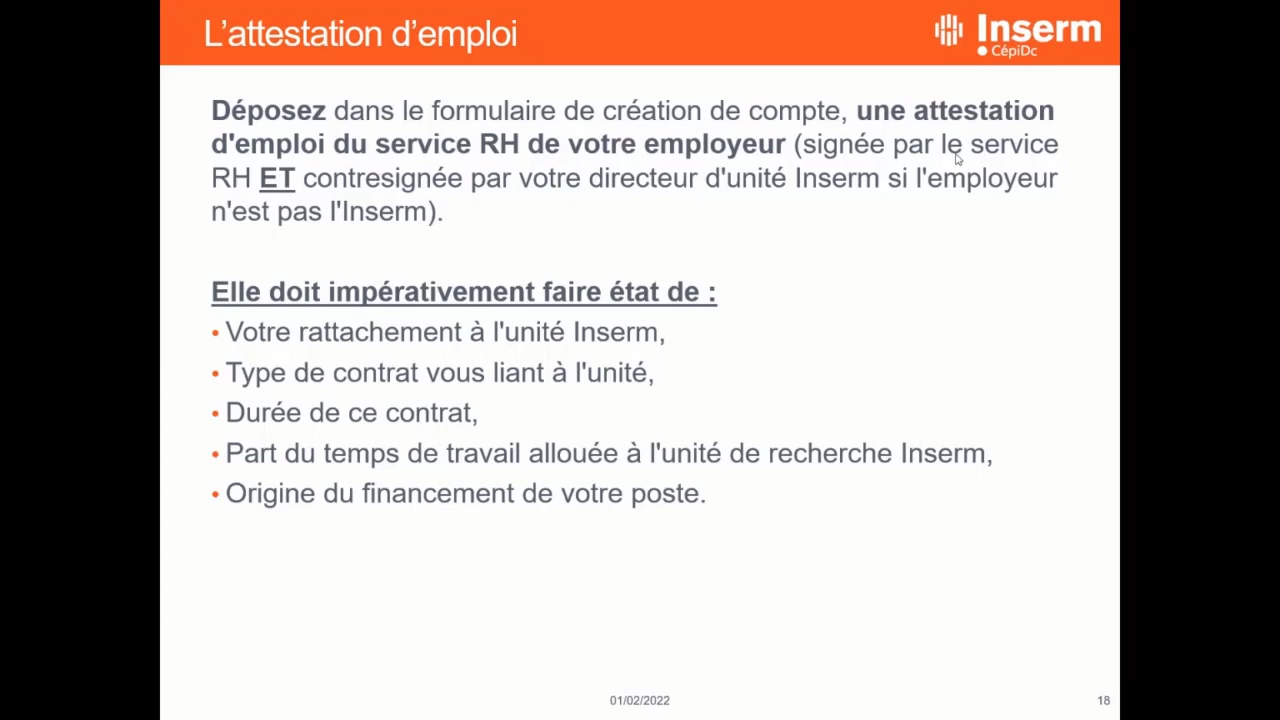 L’attestation d’emploi
Inserm
CépiDc
Déposez dans le formulaire de création de compte, une attestation
d'emploi du service RH de votre employeur (signée par le service
RH ET contresignée par votre directeur d'unité Inserm si l'employeur
n'est pas l'Inserm).
Elle doit impérativement faire état de :
• Votre rattachement à l'unité Inserm,
• Type de contrat vous liant à l'unité,
• Durée de ce contrat,
• Part du temps de travail allouée à l'unité de recherche Inserm,
• Origine du financement de votre poste.
01/02/2022
18